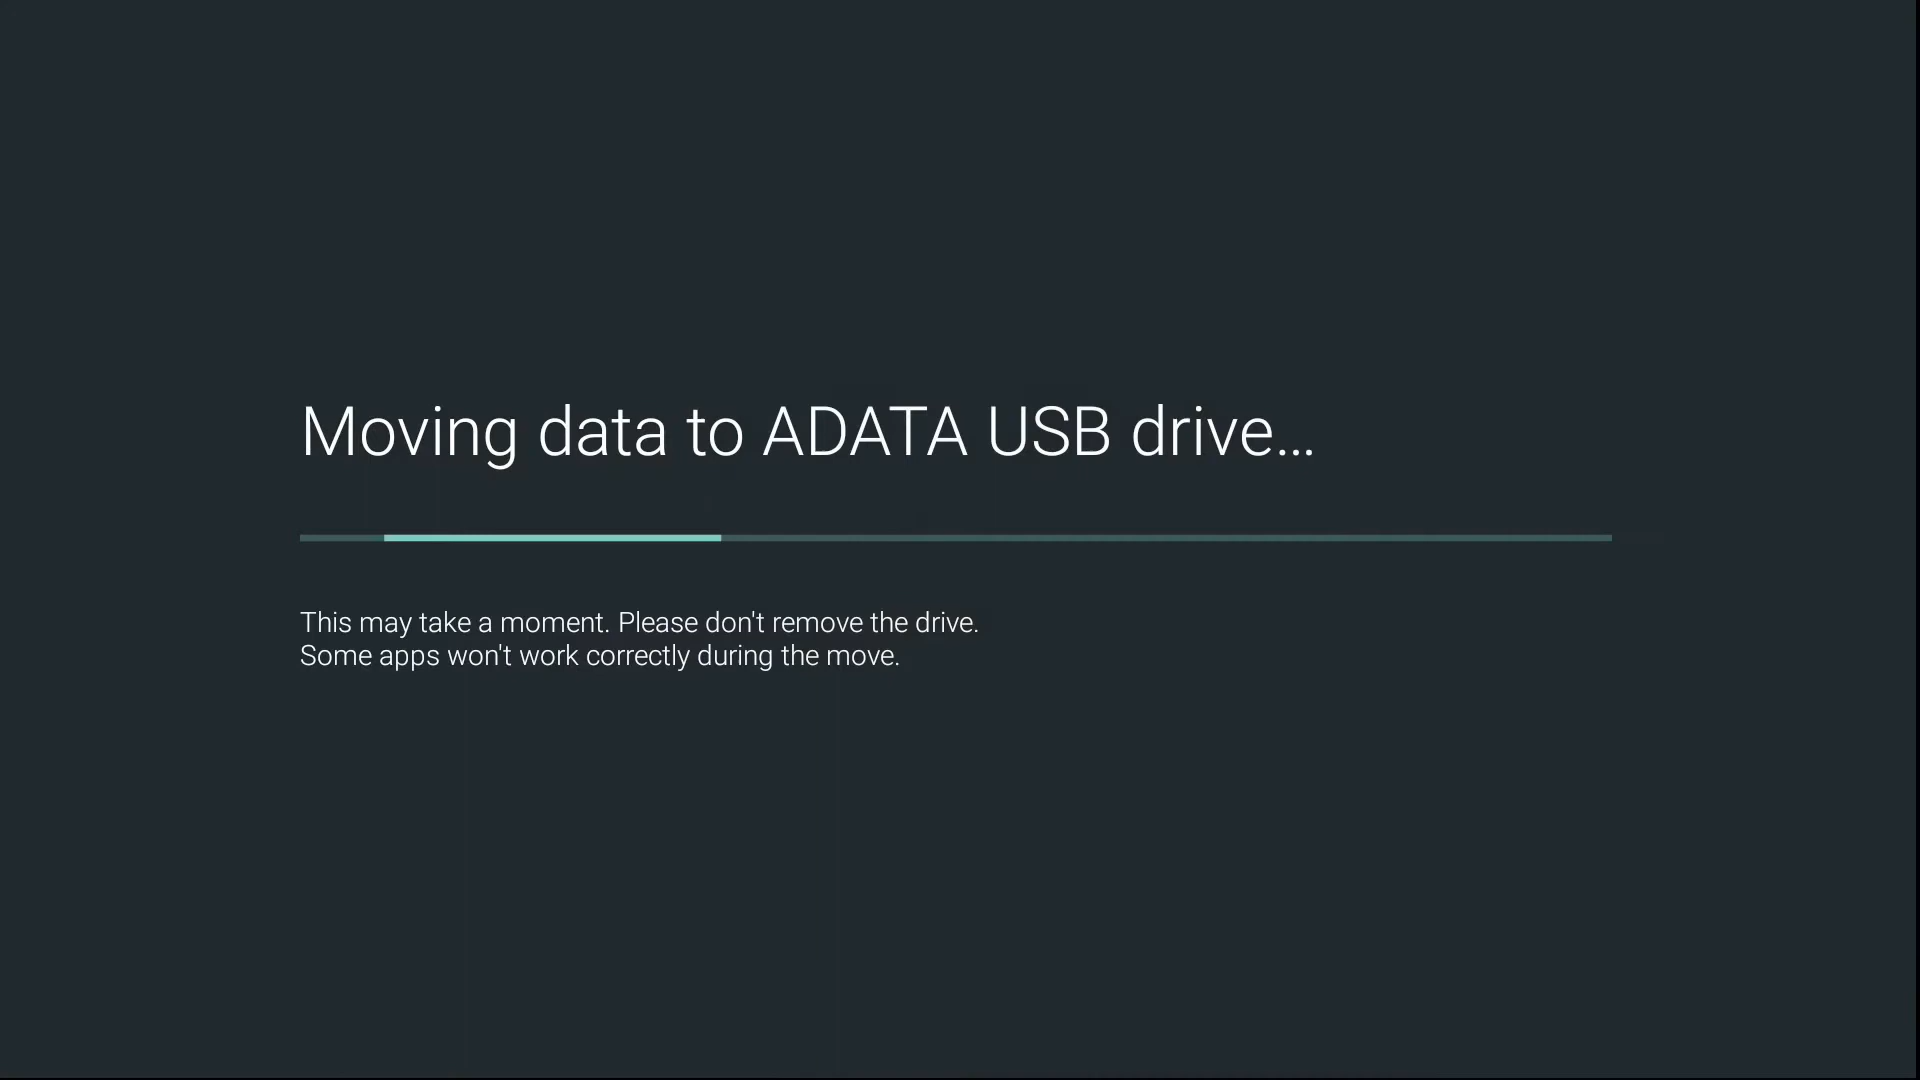 Moving data to ADATA USB drive...
This may take a moment. Please don't remove the drive.
Some apps won't work correctly during the move.